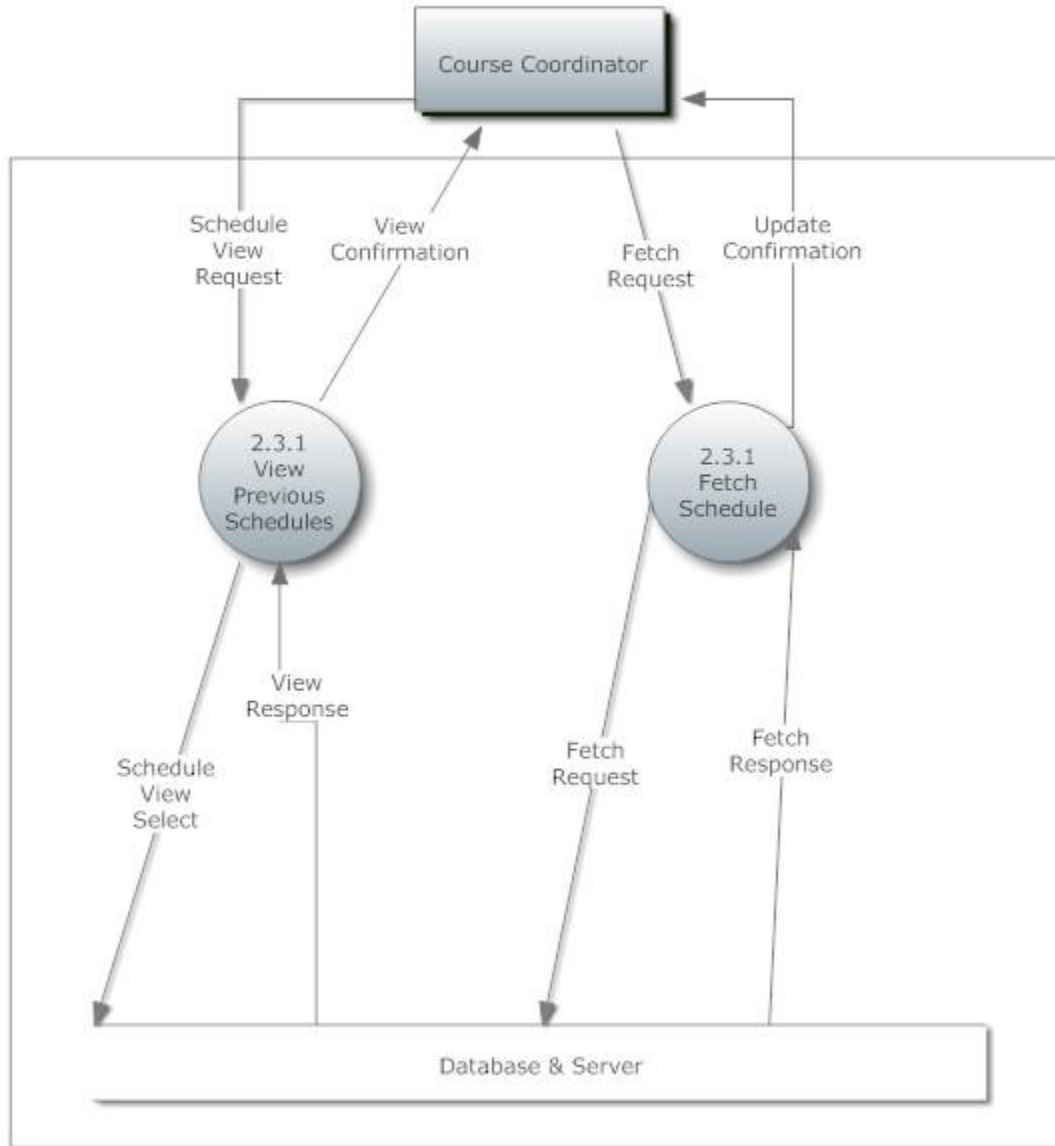 Course Coordinator
Schedule
View
Request
View
Confirmation
Fetch
Request
Update
Confirmation
2.3.1
View
Previous
Schedules
2.3.1
Fetch
Schedule
View
Response
Schedule
View
Select
Fetch
Request
Fetch
Response
Database & Server